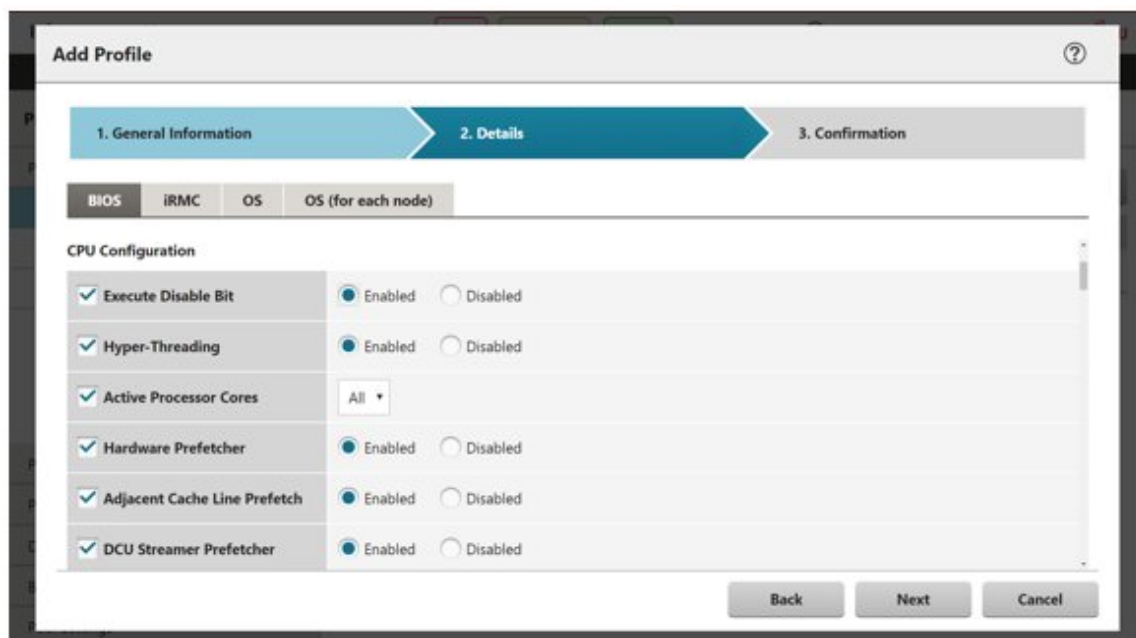 Add Profile
1. General Information
2. Details
3. Confirmation
BIOS iRMC OS OS (for each node)
CPU Configuration
Execute Disable Bit Enabled Disabled
Hyper-Threading Enabled Disabled
Active Processor Cores All
Hardware Prefetcher Enabled Disabled
Adjacent Cache Line Prefetch Enabled Disabled
DCU Streamer Prefetcher Enabled Disabled
Back Next Cancel